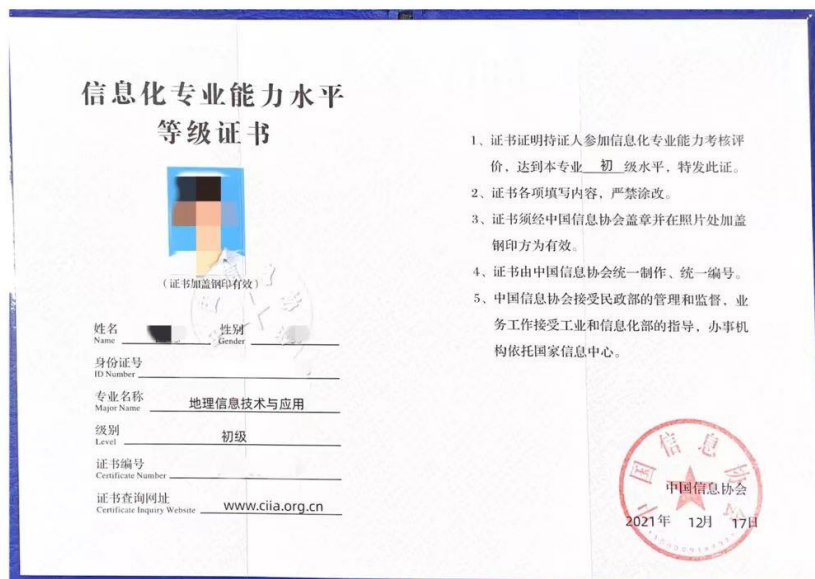 信息化专业能力水平
等级证书
(证书加盖钢印有效)
姓名
Name
性别
Gender
身份证号
ID Number
专业名称 地理信息技术与应用
Major Name
级别 初级
Level
证书编号
Certificate Number
证书查询网址 www.ciia.org.cn
Certificate Inquiry Website
1、证书证明持证人参加信息化专业能力考核评
价,达到本专业 初 级水平,特发此证。
2、证书各项填写内容,严禁涂改。
3、证书须经中国信息协会盖章并在照片处加盖
钢印方为有效。
4、证书由中国信息协会统一制作、统一编号。
5、中国信息协会接受民政部的管理和监督,业
务工作接受工业和信息化部的指导,办事机
构依托国家信息中心。
中国信息协会
中国信息协会
2021年 12月 17日